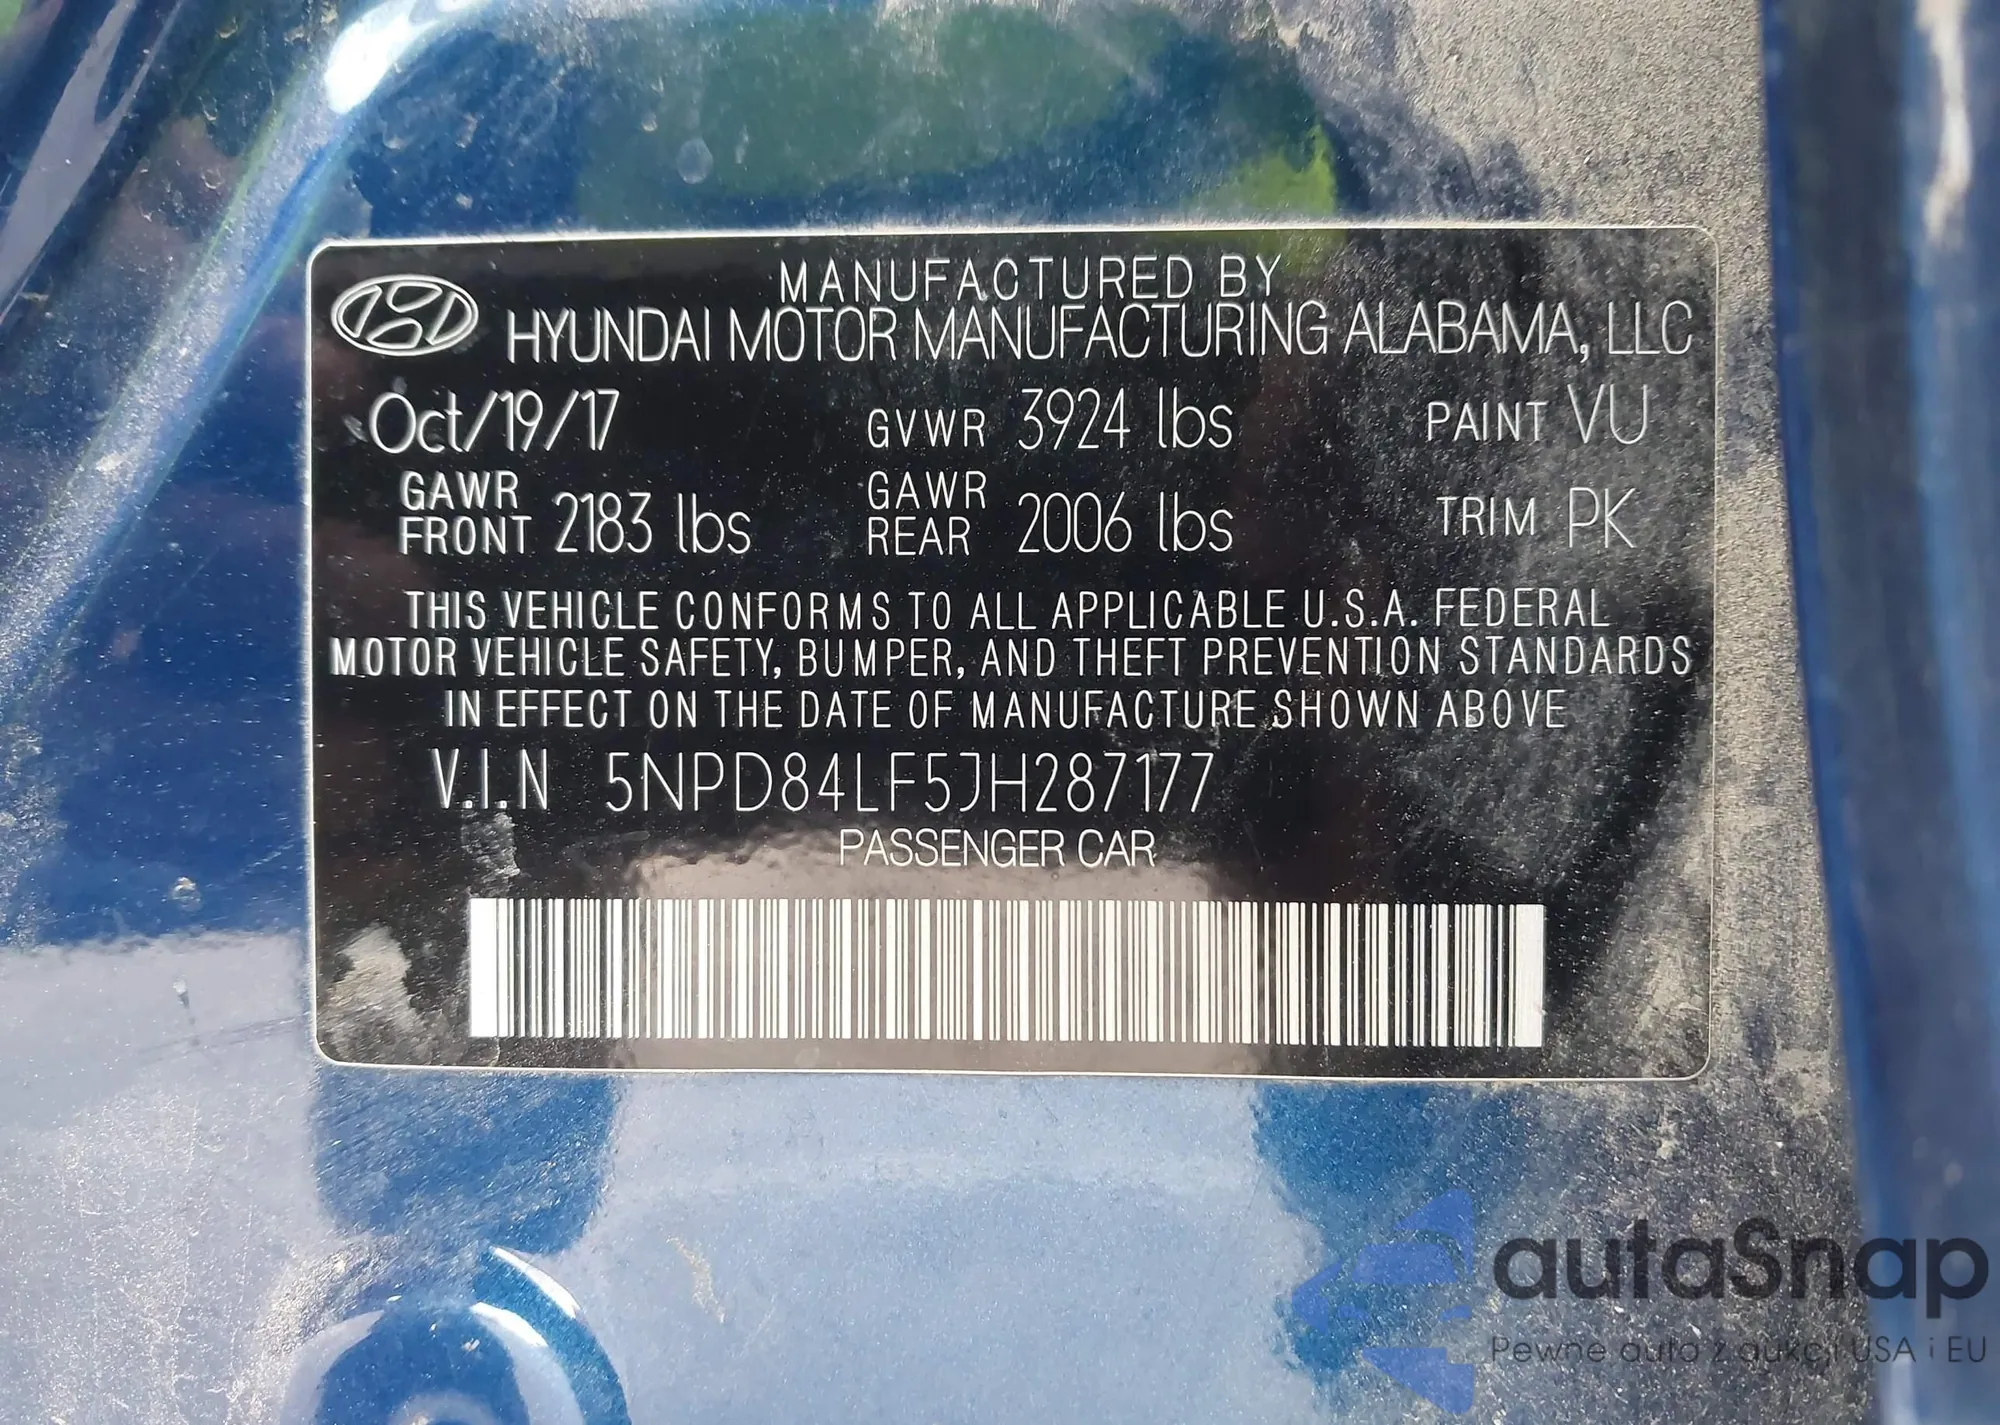 MANUFACTURED BY
HYUNDAI MOTOR MANUFACTURING ALABAMA, LLC
Oct/19/17 GVWR 3924 lbs PAINT VU
GAWR FRONT 2183 lbs GAWR REAR 2006 lbs TRIM PK
THIS VEHICLE CONFORMS TO ALL APPLICABLE U.S.A. FEDERAL
MOTOR VEHICLE SAFETY, BUMPER, AND THEFT PREVENTION STANDARDS
IN EFFECT ON THE DATE OF MANUFACTURE SHOWN ABOVE
V.I.N 5NPD84LF5JH287177
PASSENGER CAR
autaSnap
Pewne auta z aukcji USA i EU